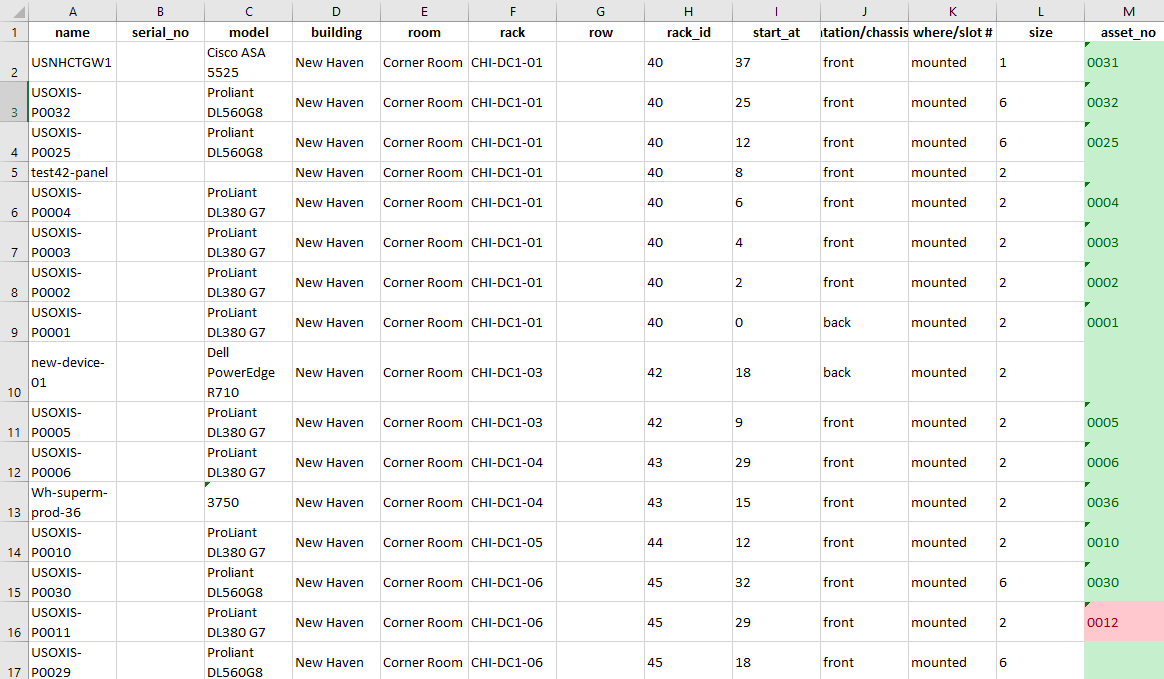 A B C D E F G H I J K L M
1 name serial_no model building room rack row rack_id start_at ntation/chassis where/slot # size asset_no
2 USNHCTGW1 Cisco ASA 5525 New Haven Corner Room CHI-DC1-01 40 37 front mounted 1 0031
3 USOXIS-P0032 Proliant DL560G8 New Haven Corner Room CHI-DC1-01 40 25 front mounted 6 0032
4 USOXIS-P0025 Proliant DL560G8 New Haven Corner Room CHI-DC1-01 40 12 front mounted 6 0025
5 test42-panel New Haven Corner Room CHI-DC1-01 40 8 front mounted 2
6 USOXIS-P0004 ProLiant DL380 G7 New Haven Corner Room CHI-DC1-01 40 6 front mounted 2 0004
7 USOXIS-P0003 ProLiant DL380 G7 New Haven Corner Room CHI-DC1-01 40 4 front mounted 2 0003
8 USOXIS-P0002 ProLiant DL380 G7 New Haven Corner Room CHI-DC1-01 40 2 front mounted 2 0002
9 USOXIS-P0001 ProLiant DL380 G7 New Haven Corner Room CHI-DC1-01 40 0 back mounted 2 0001
10 new-device-01 Dell PowerEdge R710 New Haven Corner Room CHI-DC1-03 42 18 back mounted 2
11 USOXIS-P0005 ProLiant DL380 G7 New Haven Corner Room CHI-DC1-03 42 9 front mounted 2 0005
12 USOXIS-P0006 ProLiant DL380 G7 New Haven Corner Room CHI-DC1-04 43 29 front mounted 2 0006
13 Wh-superm-prod-36 3750 New Haven Corner Room CHI-DC1-04 43 15 front mounted 2 0036
14 USOXIS-P0010 ProLiant DL380 G7 New Haven Corner Room CHI-DC1-05 44 12 front mounted 2 0010
15 USOXIS-P0030 Proliant DL560G8 New Haven Corner Room CHI-DC1-06 45 32 front mounted 6 0030
16 USOXIS-P0011 ProLiant DL380 G7 New Haven Corner Room CHI-DC1-06 45 29 front mounted 2 0012
17 USOXIS-P0029 Proliant DL560G8 New Haven Corner Room CHI-DC1-06 45 18 front mounted 6